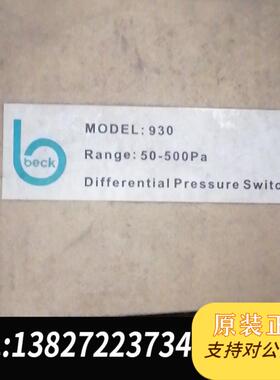 beck
MODEL:930
Range: 50-500Pa
Differential Pressure Switc
:13827223734
原装正
支持对公